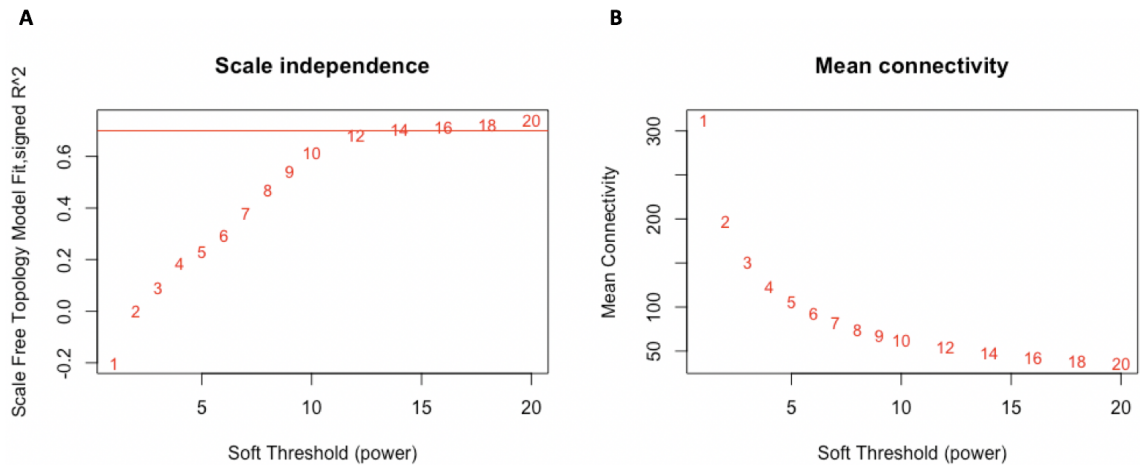 A
Scale independence
Scale Free Topology Model Fit,signed R^2
-0.2 0.0 0.2 0.4 0.6
1 2 3 4 5 6 7 8 9 10 12 14 16 18 20
5 10 15 20
Soft Threshold (power)
B
Mean connectivity
Mean Connectivity
50 100 200 300
1 2 3 4 5 6 7 8 9 10 12 14 16 18 20
5 10 15 20
Soft Threshold (power)